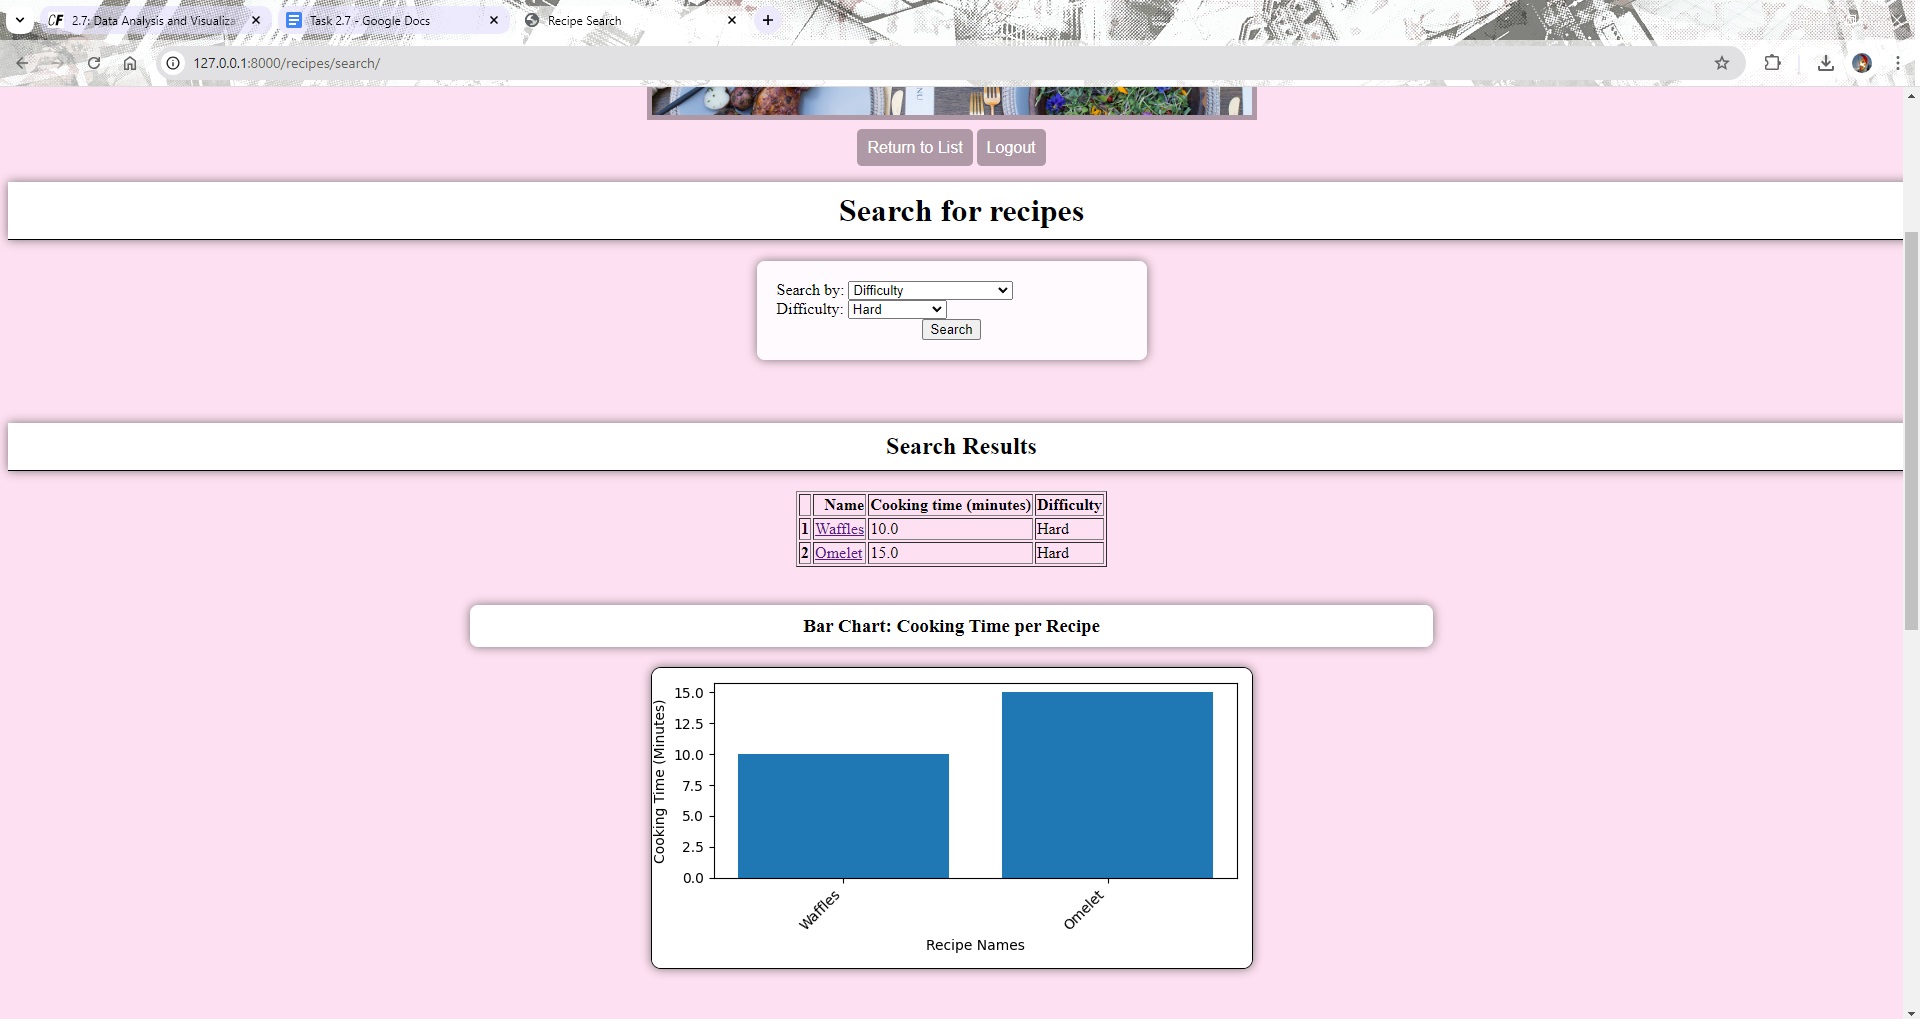 CF 2.7: Data Analysis and Visualiza
Task 2.7 - Google Docs
Recipe Search
127.0.0.1:8000/recipes/search/
Return to List
Logout
Search for recipes
Search by: Difficulty
Difficulty: Hard
Search
Search Results
Name Cooking time (minutes) Difficulty
1 Waffles 10.0 Hard
2 Omelet 15.0 Hard
Bar Chart: Cooking Time per Recipe
Cooking Time (Minutes)
15.0
12.5
10.0
7.5
5.0
2.5
0.0
Waffles
Omelet
Recipe Names